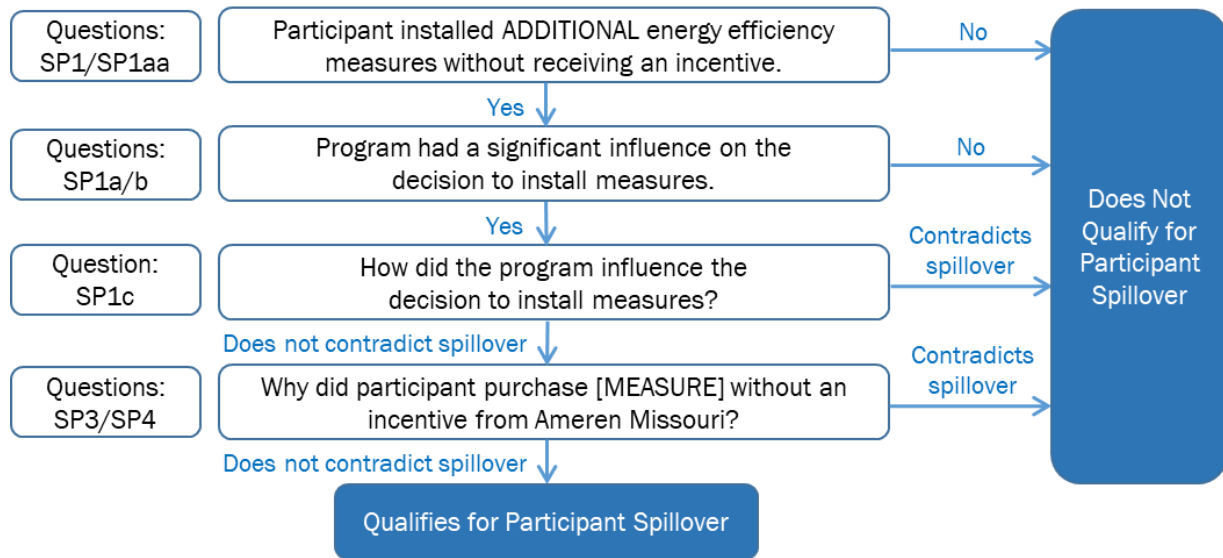 Questions:
SP1/SP1aa
Participant installed ADDITIONAL energy efficiency
measures without receiving an incentive.
No
Yes
Questions:
SP1a/b
Program had a significant influence on the
decision to install measures.
No
Yes
Question:
SP1c
How did the program influence the
decision to install measures?
Contradicts
spillover
Does not contradict spillover
Questions:
SP3/SP4
Why did participant purchase [MEASURE] without an
incentive from Ameren Missouri?
Contradicts
spillover
Does not contradict spillover
Qualifies for Participant Spillover
Does Not
Qualify for
Participant
Spillover